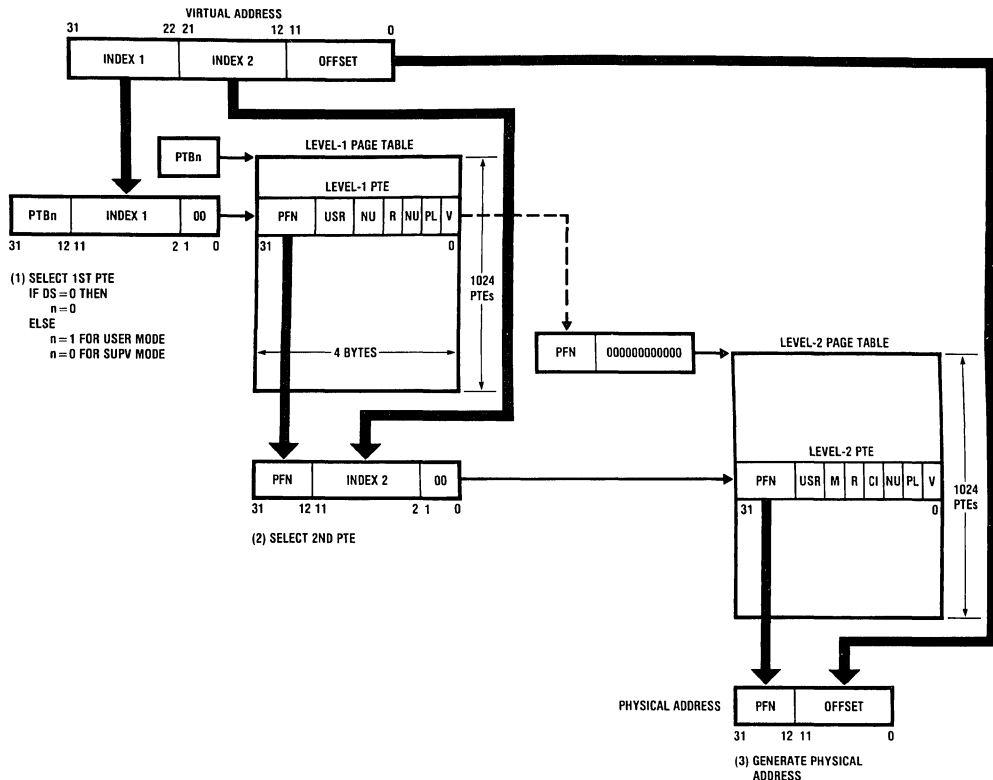 VIRTUAL ADDRESS
31 22 21 12 11 0
INDEX 1 INDEX 2 OFFSET
PTBn
LEVEL-1 PAGE TABLE
LEVEL-1 PTE
PTBn INDEX 1 00
31 12 11 2 1 0
PFN USR NU R NU PL V
31 0
(1) SELECT 1ST PTE
IF DS=0 THEN
n=0
ELSE
n=1 FOR USER MODE
n=0 FOR SUPV MODE
1024
PTEs
4 BYTES
PFN 000000000000
LEVEL-2 PAGE TABLE
LEVEL-2 PTE
PFN INDEX 2 00
31 12 11 2 1 0
(2) SELECT 2ND PTE
PFN USR M R CI NU PL V
31 0
1024
PTEs
PHYSICAL ADDRESS
PFN OFFSET
31 12 11 0
(3) GENERATE PHYSICAL
ADDRESS